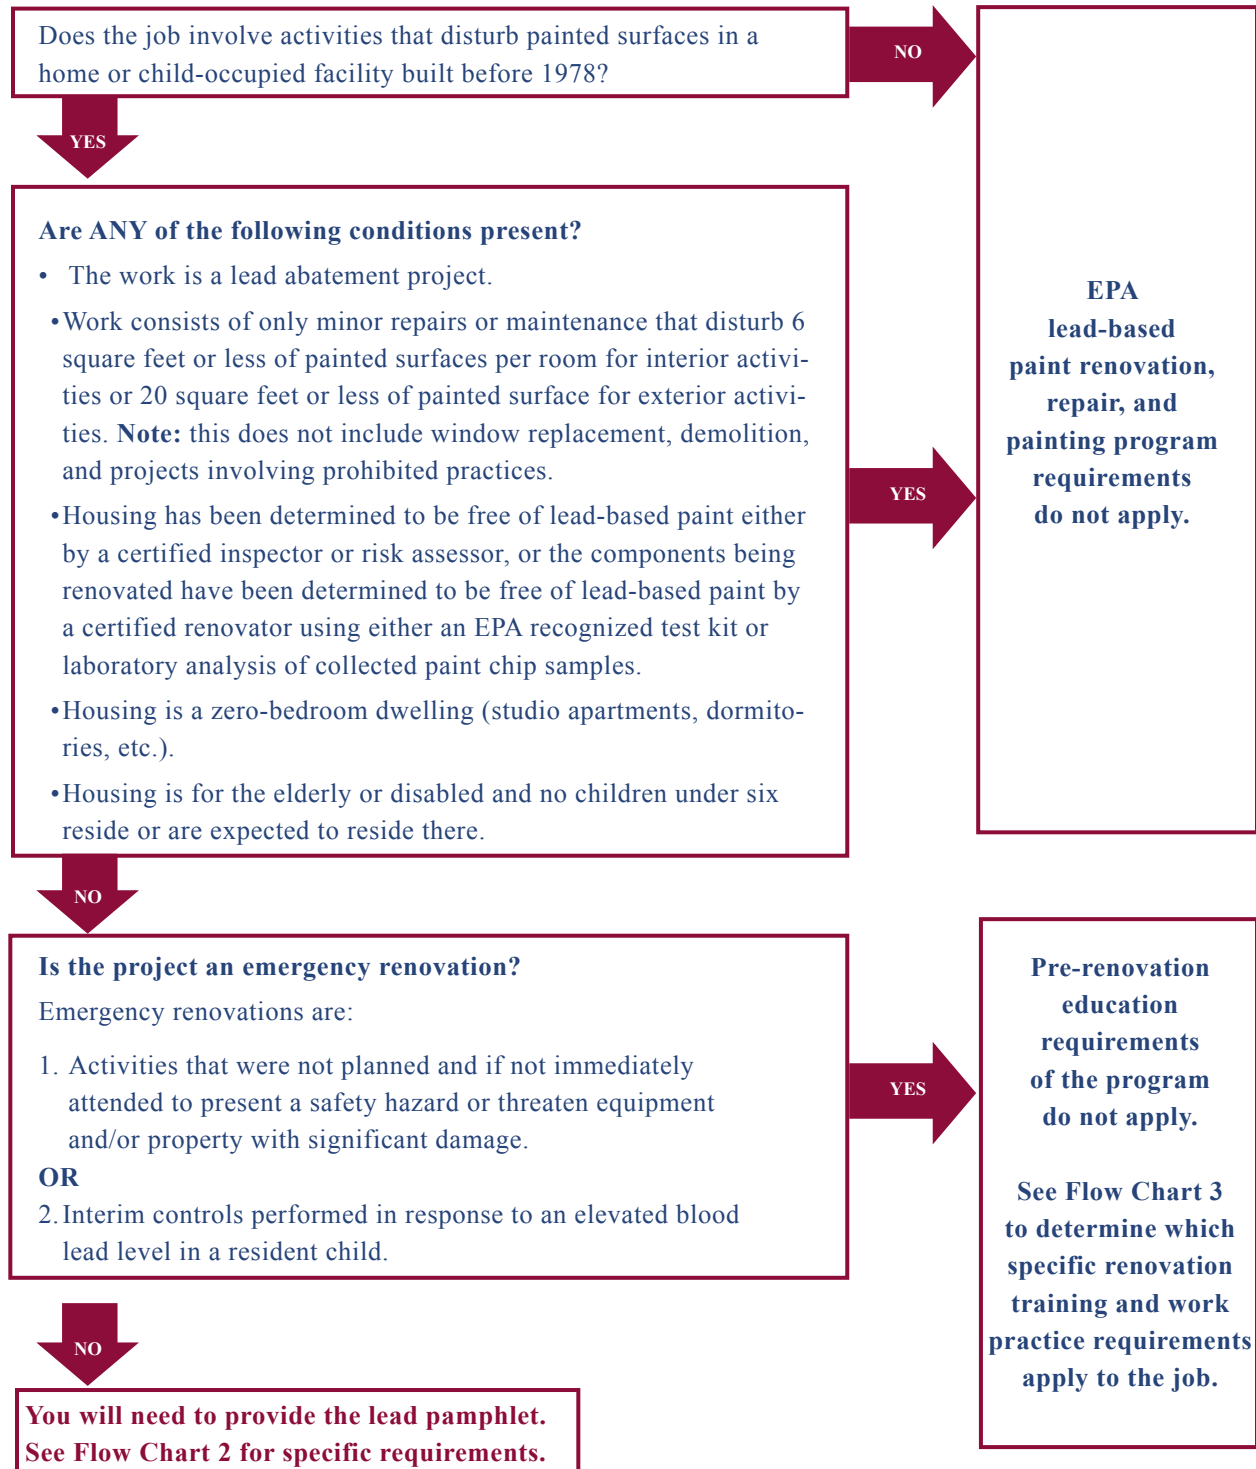 Does the job involve activities that disturb painted surfaces in a
home or child-occupied facility built before 1978?
NO
YES
Are ANY of the following conditions present?
• The work is a lead abatement project.
•Work consists of only minor repairs or maintenance that disturb 6
square feet or less of painted surfaces per room for interior activi-
ties or 20 square feet or less of painted surface for exterior activi-
ties. Note: this does not include window replacement, demolition,
and projects involving prohibited practices.
•Housing has been determined to be free of lead-based paint either
by a certified inspector or risk assessor, or the components being
renovated have been determined to be free of lead-based paint by
a certified renovator using either an EPA recognized test kit or
laboratory analysis of collected paint chip samples.
•Housing is a zero-bedroom dwelling (studio apartments, dormito-
ries, etc.).
•Housing is for the elderly or disabled and no children under six
reside or are expected to reside there.
YES
EPA
lead-based
paint renovation,
repair, and
painting program
requirements
do not apply.
NO
Is the project an emergency renovation?
Emergency renovations are:
1. Activities that were not planned and if not immediately
attended to present a safety hazard or threaten equipment
and/or property with significant damage.
OR
2. Interim controls performed in response to an elevated blood
lead level in a resident child.
YES
Pre-renovation
education
requirements
of the program
do not apply.
See Flow Chart 3
to determine which
specific renovation
training and work
practice requirements
apply to the job.
NO
You will need to provide the lead pamphlet.
See Flow Chart 2 for specific requirements.